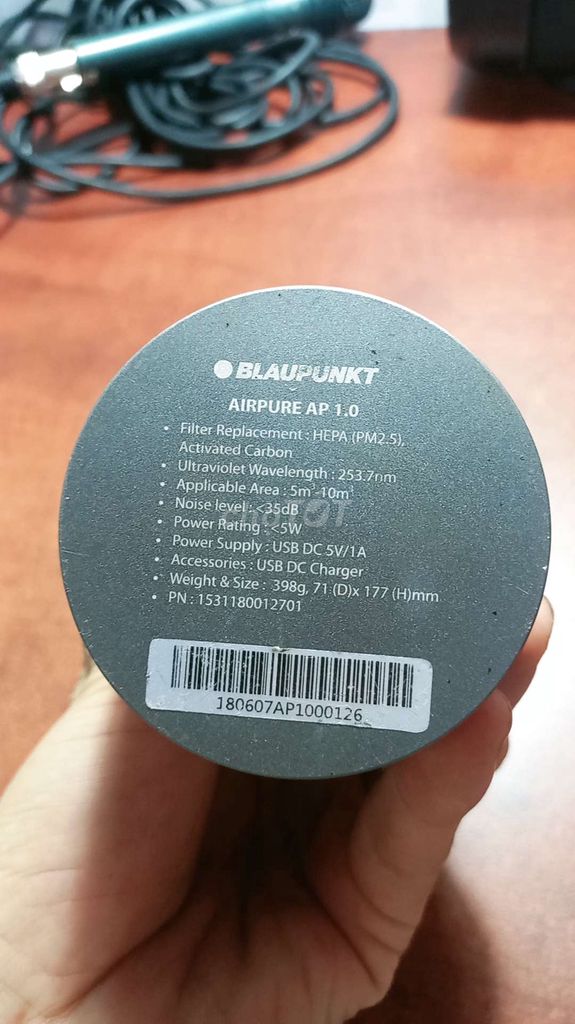 BLAUPUNKT
AIRPURE AP 1.0
• Filter Replacement : HEPA (PM2.5),
Activated Carbon
• Ultraviolet Wavelength : 253.7nm
• Applicable Area : 5m³-10m³
• Noise level : <35dB
• Power Rating : <5W
• Power Supply : USB DC 5V/1A
• Accessories : USB DC Charger
• Weight & Size : 398g, 71 (D)x 177 (H)mm
• PN : 1531180012701
180607AP1000126